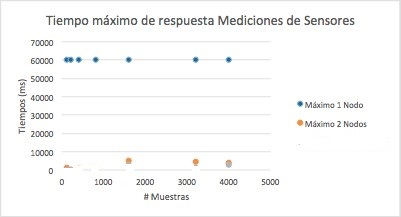 Tiempo máximo de respuesta Mediciones de Sensores
Tiempos (ms)
70000
60000
50000
40000
30000
20000
10000
0
0 1000 2000 3000 4000 5000
# Muestras
Máximo 1 Nodo
Máximo 2 Nodos